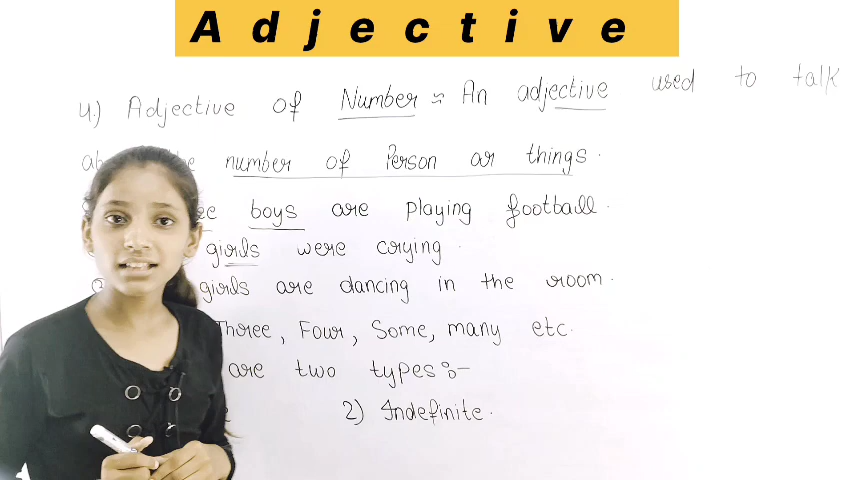 Adjective
4.) Adjective of Number :- An adjective used to talk
the number of Person or things.
boys are playing football.
girls were crying.
girls are dancing in the room.
Three, Four, Some, many etc.
are two types:-
2) Indefinite.